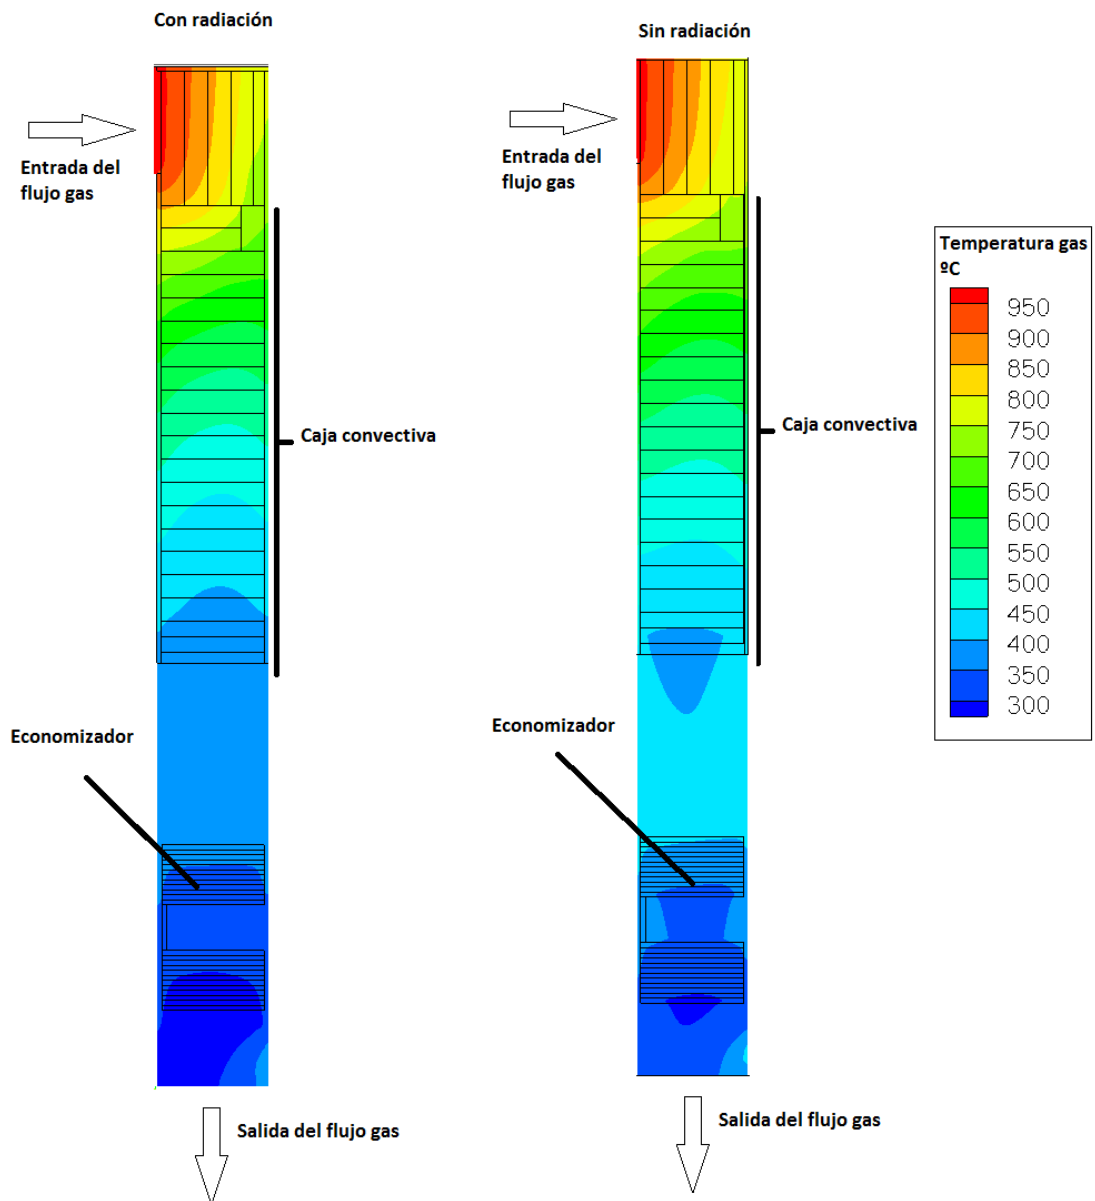 Con radiación
Sin radiación
Entrada del
flujo gas
Entrada del
flujo gas
Temperatura gas
ºC
950
900
850
800
750
700
650
600
550
500
450
400
350
300
Caja convectiva
Caja convectiva
Economizador
Economizador
Salida del flujo gas
Salida del flujo gas